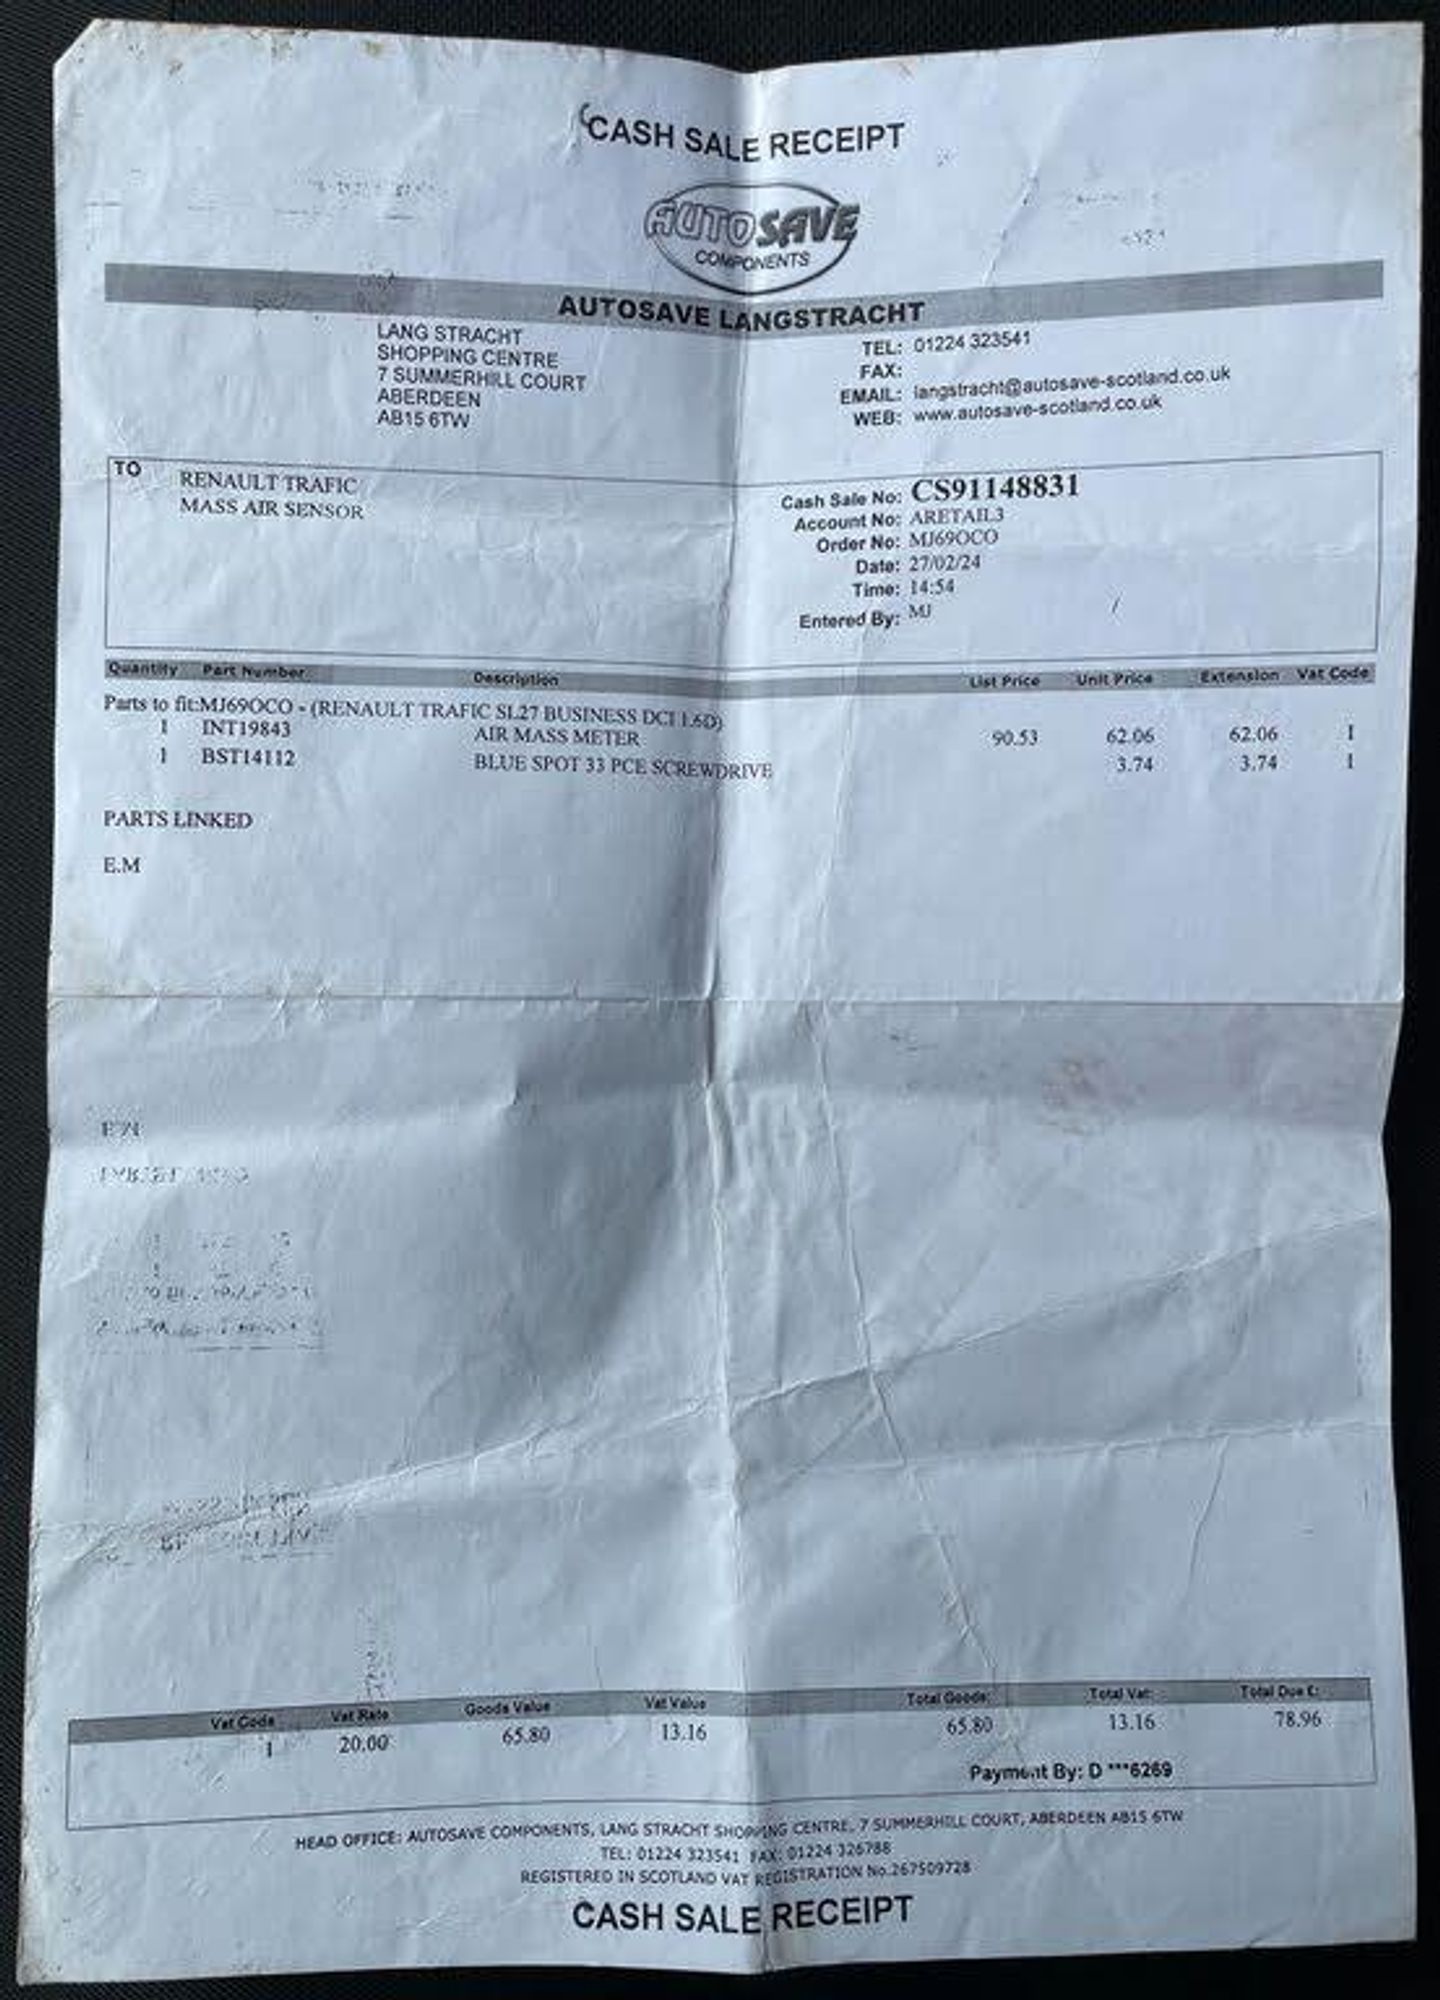 CASH SALE RECEIPT
AUTOSAVE
COMPONENTS
AUTOSAVE LANGSTRACHT
LANG STRACHT
SHOPPING CENTRE
7 SUMMERHILL COURT
ABERDEEN
AB15 6TW
TEL: 01224 323541
FAX:
EMAIL: langstracht@autosave-scotland.co.uk
WEB: www.autosave-scotland.co.uk
TO RENAULT TRAFIC
MASS AIR SENSOR
Cash Sale No: CS91148831
Account No: ARETAIL3
Order No: MJ69OCO
Date: 27/02/24
Time: 14:54
Entered By: MJ
Quantity Part Number Description List Price Unit Price Extension Vat Code
Parts to fit:MJ69OCO - (RENAULT TRAFIC SL27 BUSINESS DCI 1.6D)
1 INT19843 AIR MASS METER 90.53 62.06 62.06 1
1 BST14112 BLUE SPOT 33 PCE SCREWDRIVE 3.74 3.74 1
PARTS LINKED
E.M
Vat Code Vat Rate Goods Value Vat Value Total Goods: Total Vat: Total Due £:
1 20.00 65.80 13.16 65.80 13.16 78.96
Payment By: D ***6269
HEAD OFFICE: AUTOSAVE COMPONENTS, LANG STRACHT SHOPPING CENTRE, 7 SUMMERHILL COURT, ABERDEEN AB15 6TW
TEL: 01224 323541 FAX: 01224 326788
REGISTERED IN SCOTLAND VAT REGISTRATION No.267509728
CASH SALE RECEIPT